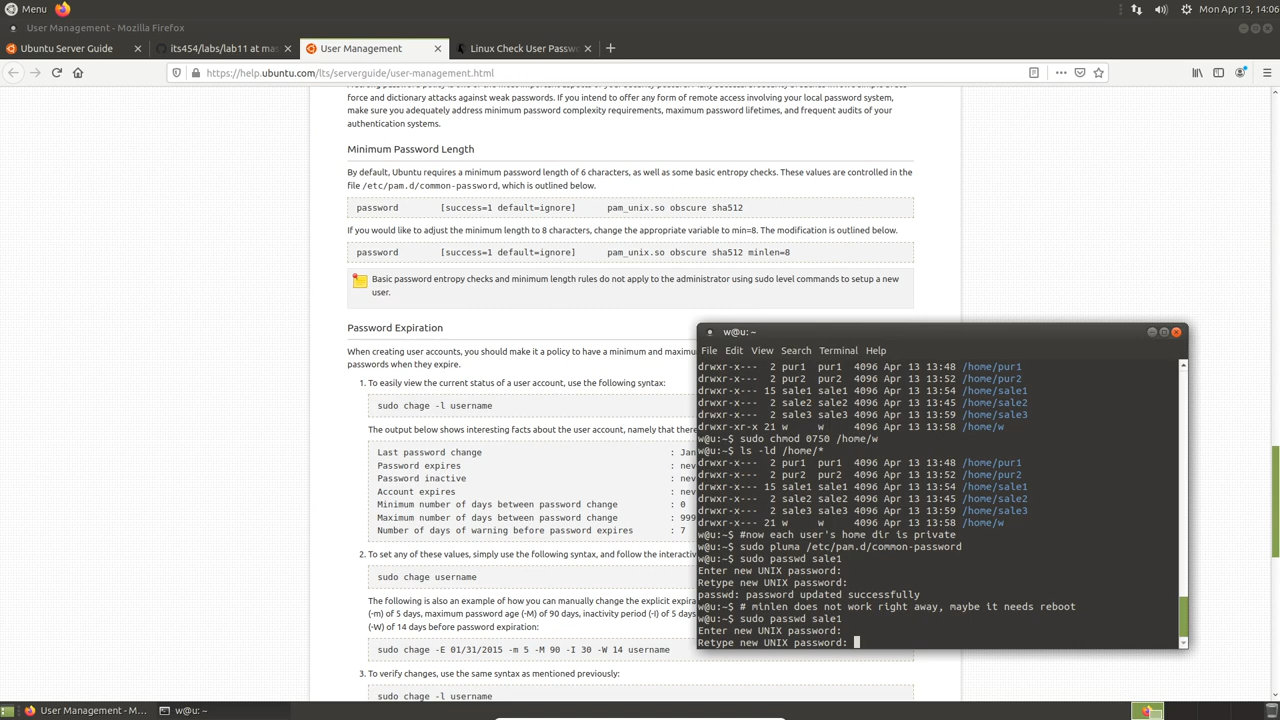 Menu
Mon Apr 13, 14:06
User Management - Mozilla Firefox
Ubuntu Server Guide
its454/labs/lab11 at mas
User Management
Linux Check User Passwo
https://help.ubuntu.com/lts/serverguide/user-management.html
force and dictionary attacks against weak passwords. If you intend to offer any form of remote access involving your local password system,
make sure you adequately address minimum password complexity requirements, maximum password lifetimes, and frequent audits of your
authentication systems.
Minimum Password Length
By default, Ubuntu requires a minimum password length of 6 characters, as well as some basic entropy checks. These values are controlled in the
file /etc/pam.d/common-password, which is outlined below.
password [success=1 default=ignore] pam_unix.so obscure sha512
If you would like to adjust the minimum length to 8 characters, change the appropriate variable to min=8. The modification is outlined below.
password [success=1 default=ignore] pam_unix.so obscure sha512 minlen=8
Basic password entropy checks and minimum length rules do not apply to the administrator using sudo level commands to setup a new
user.
Password Expiration
When creating user accounts, you should make it a policy to have a minimum and maximum
passwords when they expire.
1. To easily view the current status of a user account, use the following syntax:
sudo chage -l username
The output below shows interesting facts about the user account, namely that there
Last password change : Jan
Password expires : nev
Password inactive : nev
Account expires : nev
Minimum number of days between password change : 0
Maximum number of days between password change : 999
Number of days of warning before password expires : 7
2. To set any of these values, simply use the following syntax, and follow the interactiv
sudo chage username
The following is also an example of how you can manually change the explicit expira
(-m) of 5 days, maximum password age (-M) of 90 days, inactivity period (-I) of 5 days
(-W) of 14 days before password expiration:
sudo chage -E 01/31/2015 -m 5 -M 90 -I 30 -W 14 username
3. To verify changes, use the same syntax as mentioned previously:
sudo chage -l username
w@u: ~
File Edit View Search Terminal Help
drwxr-x--- 2 pur1 pur1 4096 Apr 13 13:48 /home/pur1
drwxr-x--- 2 pur2 pur2 4096 Apr 13 13:52 /home/pur2
drwxr-x--- 15 sale1 sale1 4096 Apr 13 13:54 /home/sale1
drwxr-x--- 2 sale2 sale2 4096 Apr 13 13:45 /home/sale2
drwxr-x--- 2 sale3 sale3 4096 Apr 13 13:59 /home/sale3
drwxr-xr-x 21 w w 4096 Apr 13 13:58 /home/w
w@u:~$ sudo chmod 0750 /home/w
w@u:~$ ls -ld /home/*
drwxr-x--- 2 pur1 pur1 4096 Apr 13 13:48 /home/pur1
drwxr-x--- 2 pur2 pur2 4096 Apr 13 13:52 /home/pur2
drwxr-x--- 15 sale1 sale1 4096 Apr 13 13:54 /home/sale1
drwxr-x--- 2 sale2 sale2 4096 Apr 13 13:45 /home/sale2
drwxr-x--- 2 sale3 sale3 4096 Apr 13 13:59 /home/sale3
drwxr-x--- 21 w w 4096 Apr 13 13:58 /home/w
w@u:~$ #now each user's home dir is private
w@u:~$ sudo pluma /etc/pam.d/common-password
w@u:~$ sudo passwd sale1
Enter new UNIX password:
Retype new UNIX password:
passwd: password updated successfully
w@u:~$ # minlen does not work right away, maybe it needs reboot
w@u:~$ sudo passwd sale1
Enter new UNIX password:
Retype new UNIX password:
User Management - M...
w@u: ~